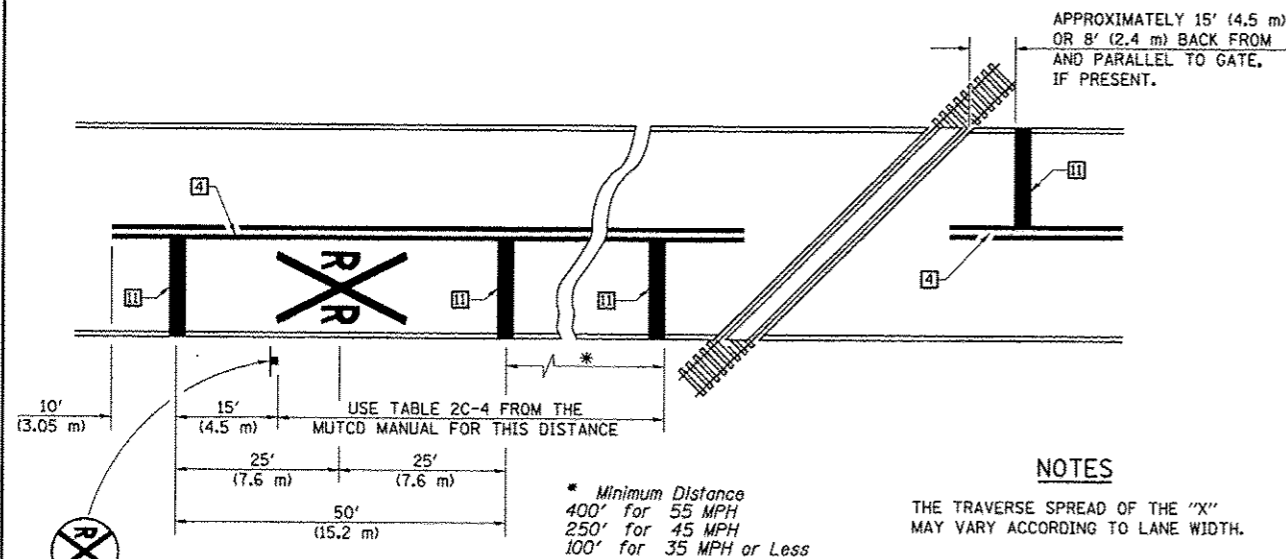 APPROXIMATELY 15' (4.5 m)
OR 8' (2.4 m) BACK FROM
AND PARALLEL TO GATE,
IF PRESENT.
4
11
R
R
11
11
11
4
*
10'
(3.05 m)
15'
(4.5 m)
USE TABLE 2C-4 FROM THE
MUTCD MANUAL FOR THIS DISTANCE
25'
(7.6 m)
25'
(7.6 m)
50'
(15.2 m)
R
* Minimum Distance
400' for 55 MPH
250' for 45 MPH
100' for 35 MPH or Less
NOTES
THE TRAVERSE SPREAD OF THE "X"
MAY VARY ACCORDING TO LANE WIDTH.